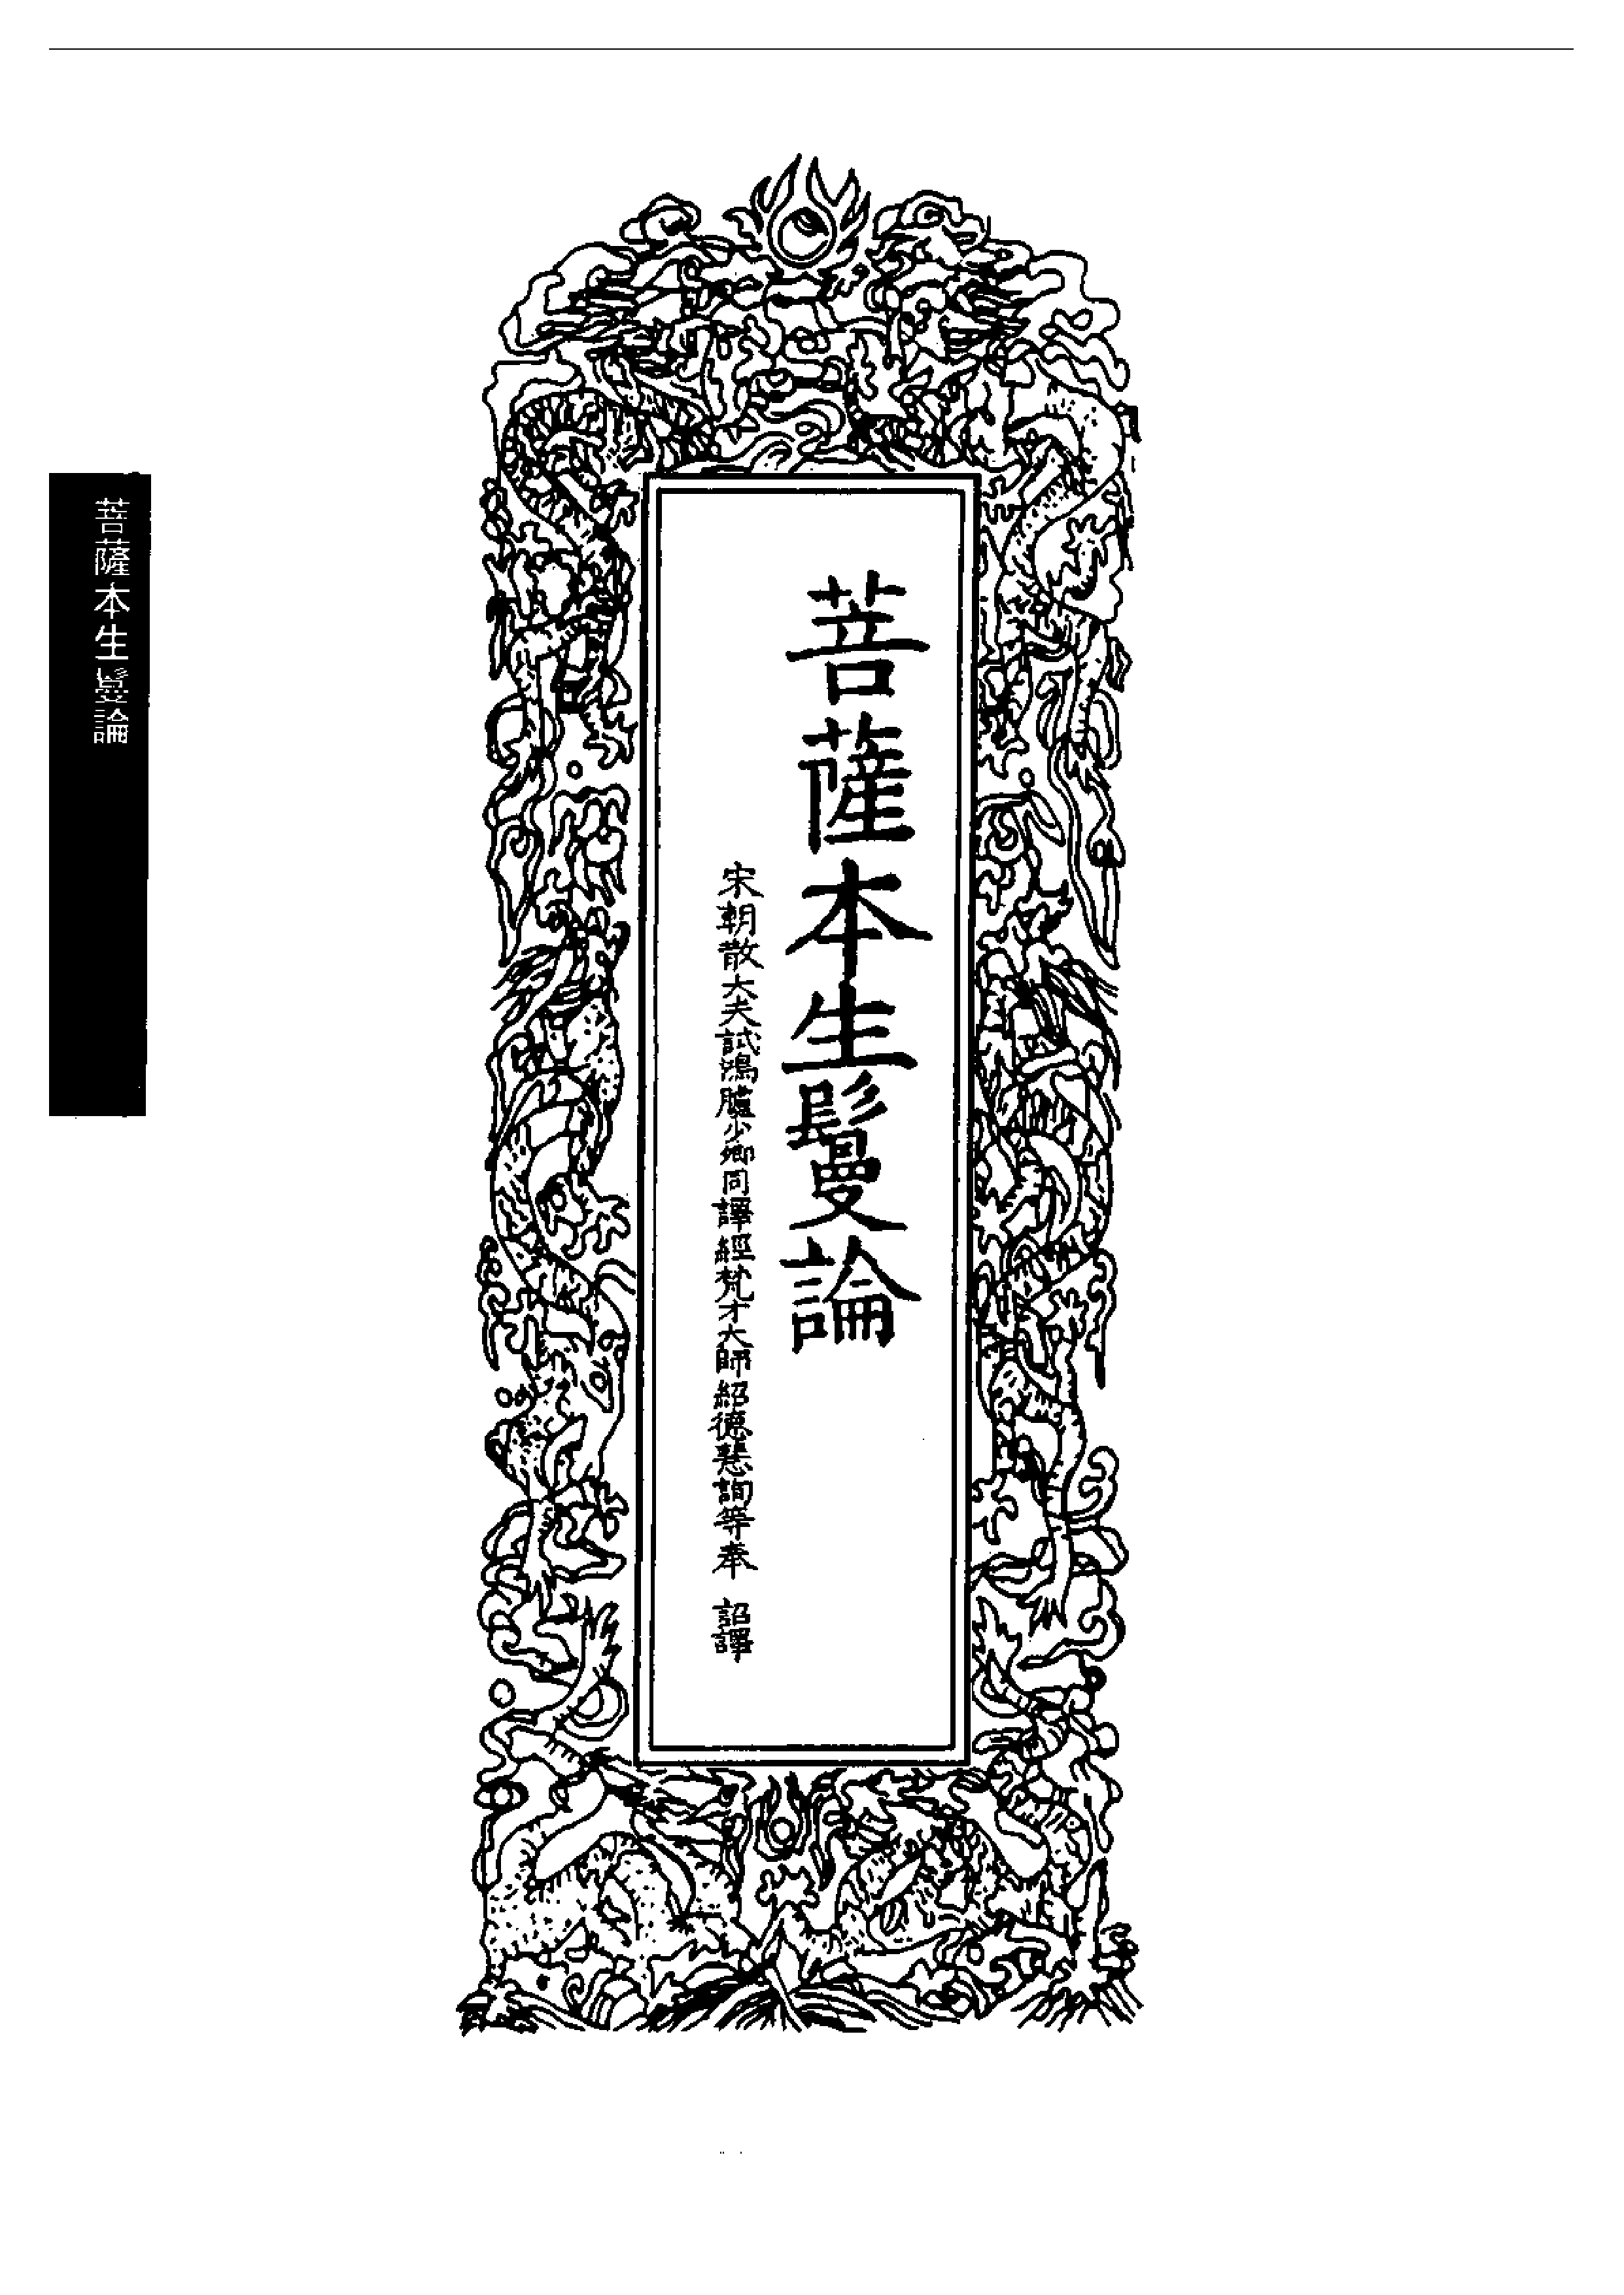 菩薩本生鬘論
宋朝散大夫試鴻臚少卿同譯經梵才大師紹德慧詢等奉 詔譯
菩薩本生鬘論